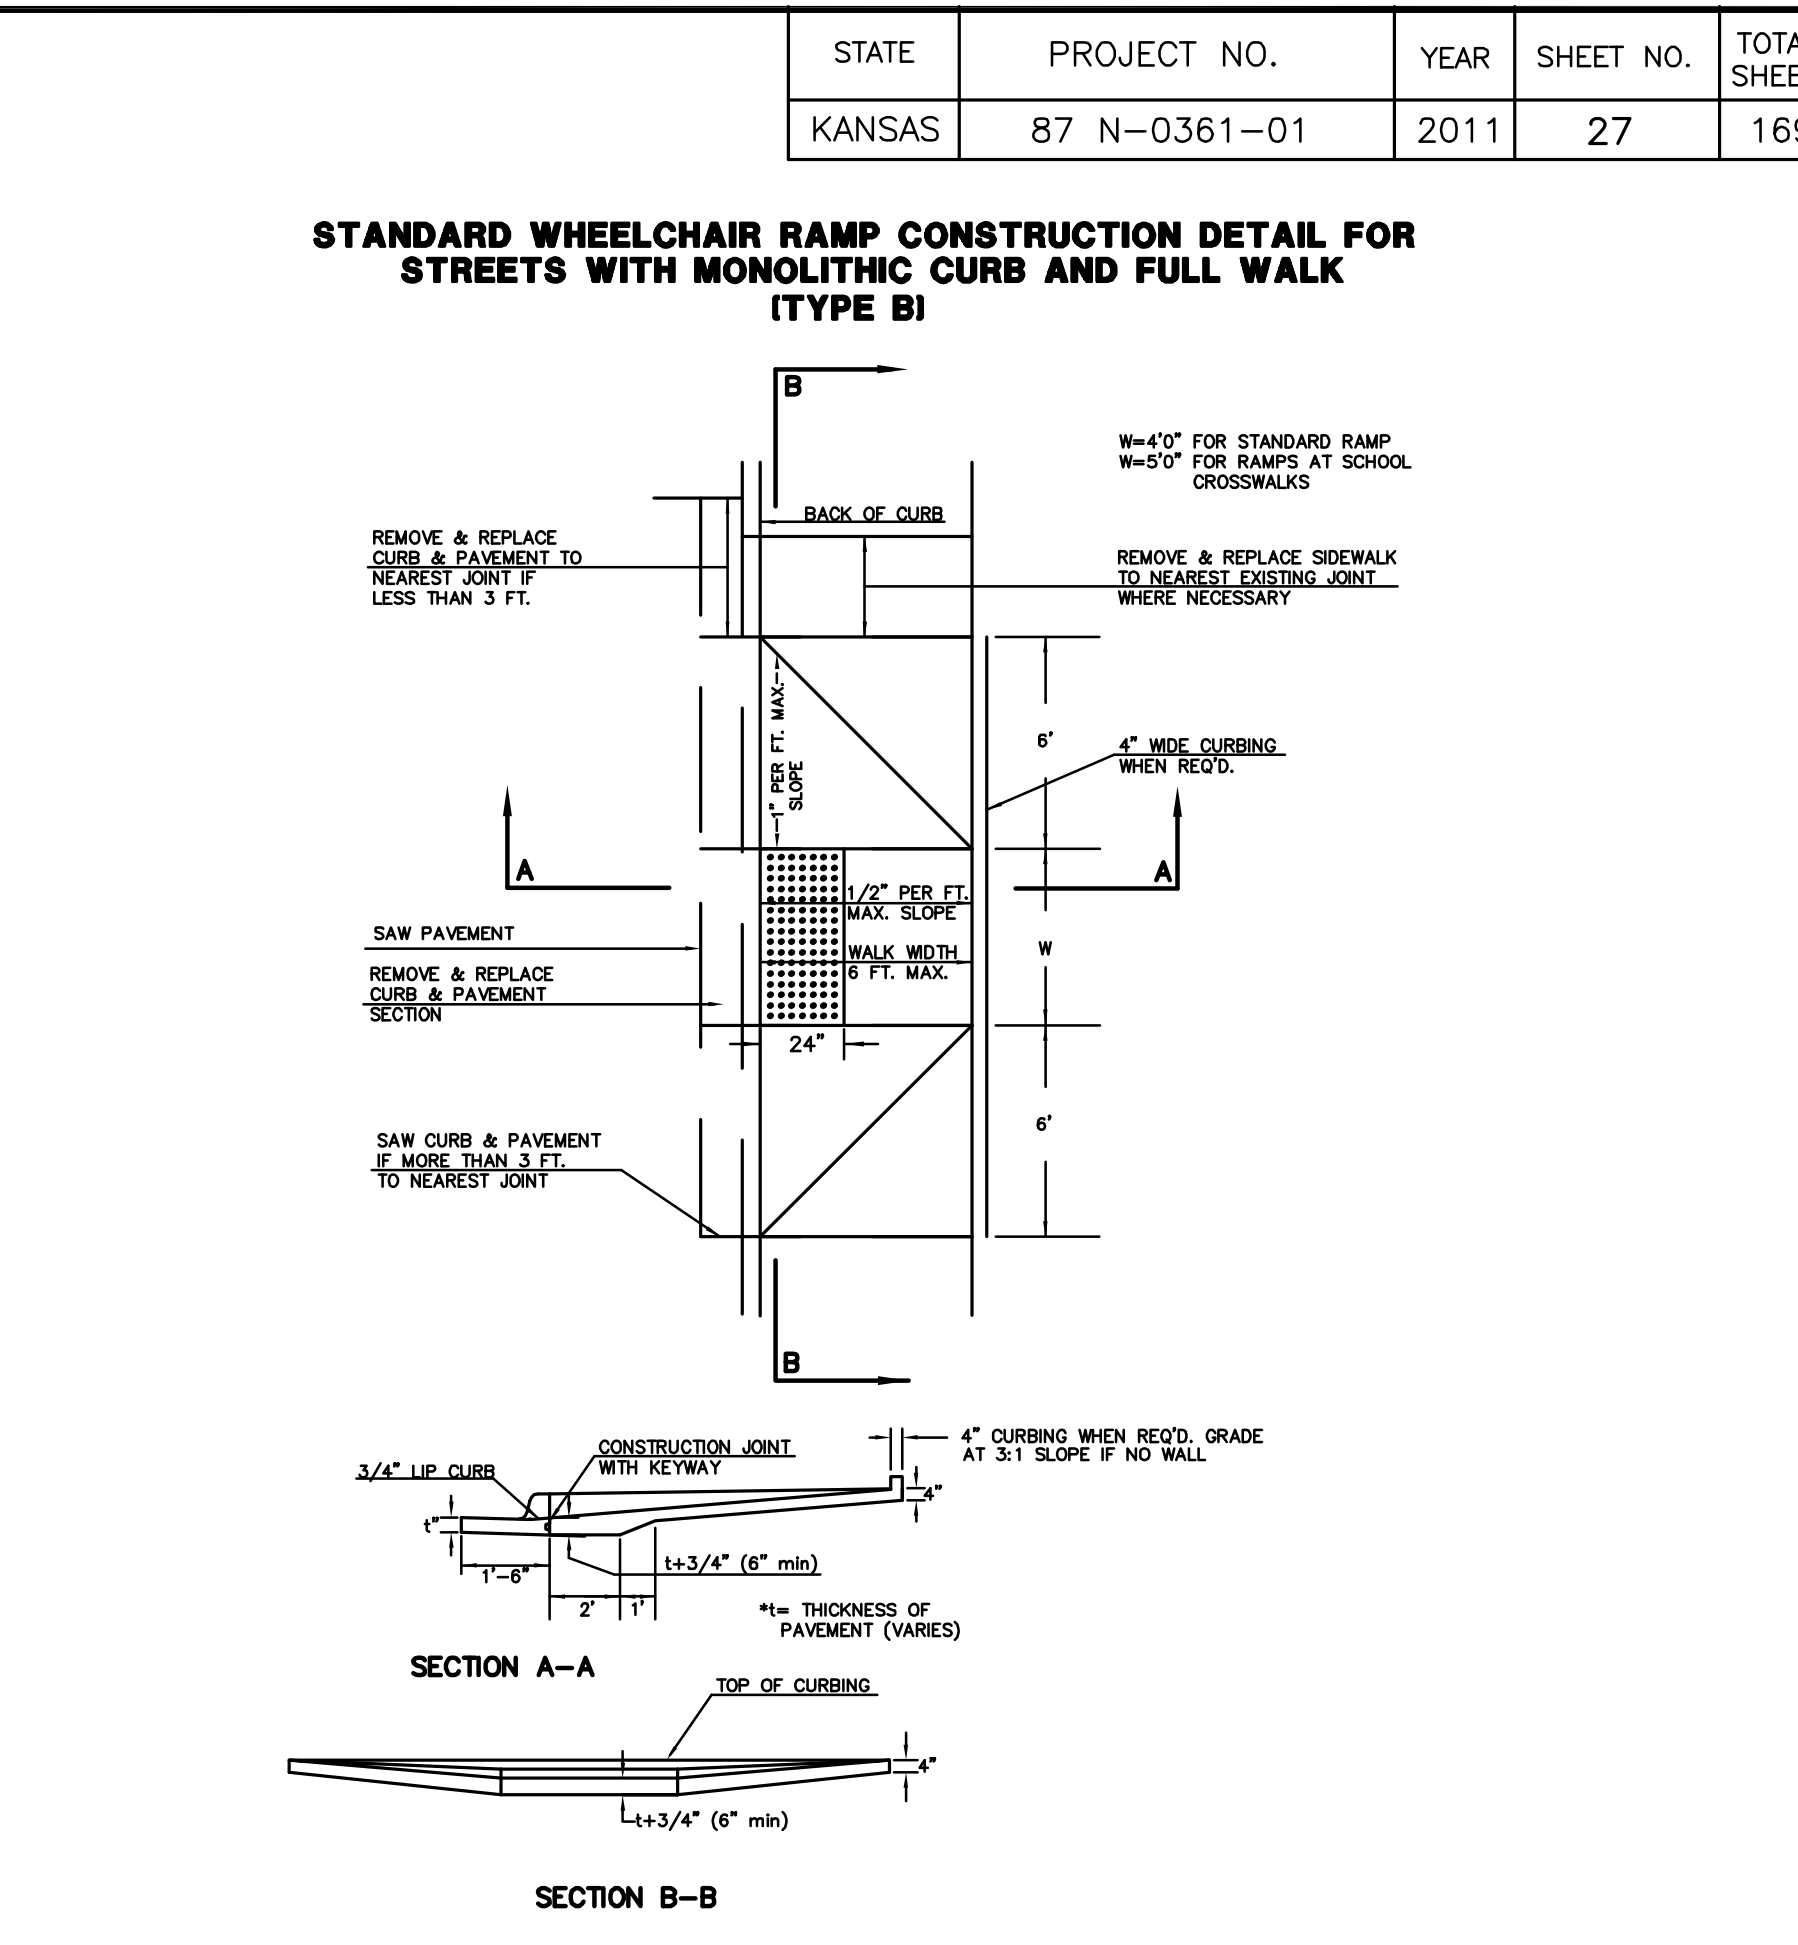 STATE PROJECT NO. YEAR SHEET NO.
KANSAS 87 N-0361-01 2011 27
STANDARD WHEELCHAIR RAMP CONSTRUCTION DETAIL FOR
STREETS WITH MONOLITHIC CURB AND FULL WALK
(TYPE B)
B
W=4'0" FOR STANDARD RAMP
W=5'0" FOR RAMPS AT SCHOOL
CROSSWALKS
BACK OF CURB
REMOVE & REPLACE
CURB & PAVEMENT TO
NEAREST JOINT IF
LESS THAN 3 FT.
REMOVE & REPLACE SIDEWALK
TO NEAREST EXISTING JOINT
WHERE NECESSARY
1" PER FT. MAX.
SLOPE
6'
4" WIDE CURBING
WHEN REQ'D.
A
A
1/2" PER FT.
MAX. SLOPE
SAW PAVEMENT
W
WALK WIDTH
6 FT. MAX.
REMOVE & REPLACE
CURB & PAVEMENT
SECTION
24"
6'
SAW CURB & PAVEMENT
IF MORE THAN 3 FT.
TO NEAREST JOINT
B
4" CURBING WHEN REQ'D. GRADE
AT 3:1 SLOPE IF NO WALL
CONSTRUCTION JOINT
WITH KEYWAY
3/4" LIP CURB
4"
t"
t+3/4" (6" min)
1'-6"
2'
1'
*t= THICKNESS OF
PAVEMENT (VARIES)
SECTION A-A
TOP OF CURBING
4"
t+3/4" (6" min)
SECTION B-B